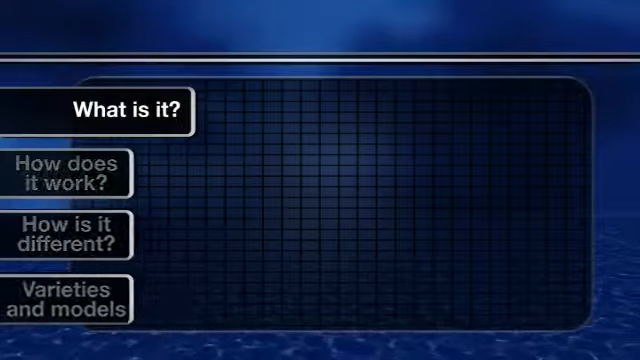 What is it?
How does
it work?
How is it
different?
Varieties
and models